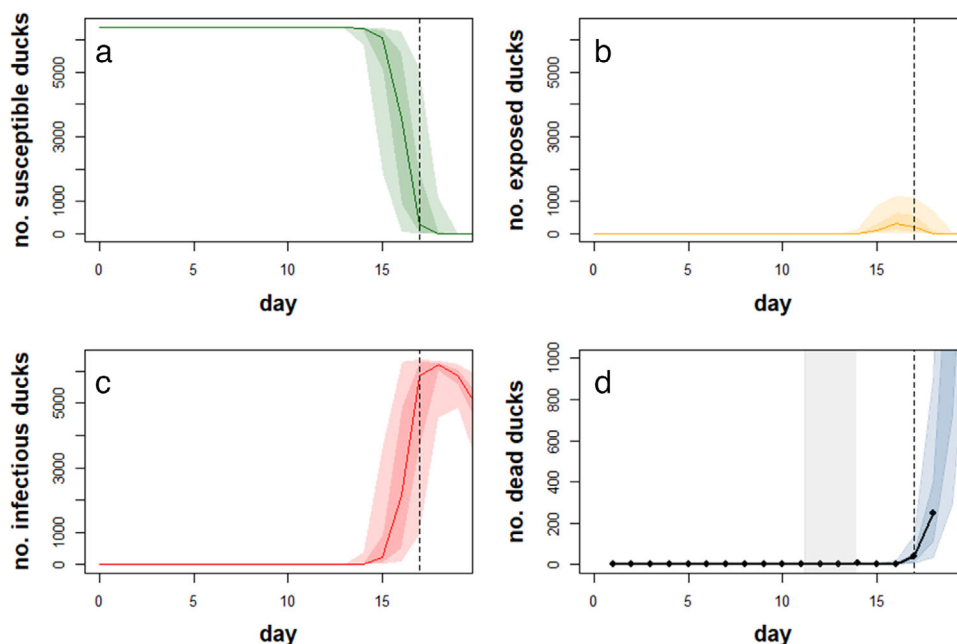 a
no. susceptible ducks
0 1000 3000 5000
0 5 10 15
day
b
no. exposed ducks
0 1000 3000 5000
0 5 10 15
day
c
no. infectious ducks
0 1000 3000 5000
0 5 10 15
day
d
no. dead ducks
0 200 400 600 800 1000
0 5 10 15
day